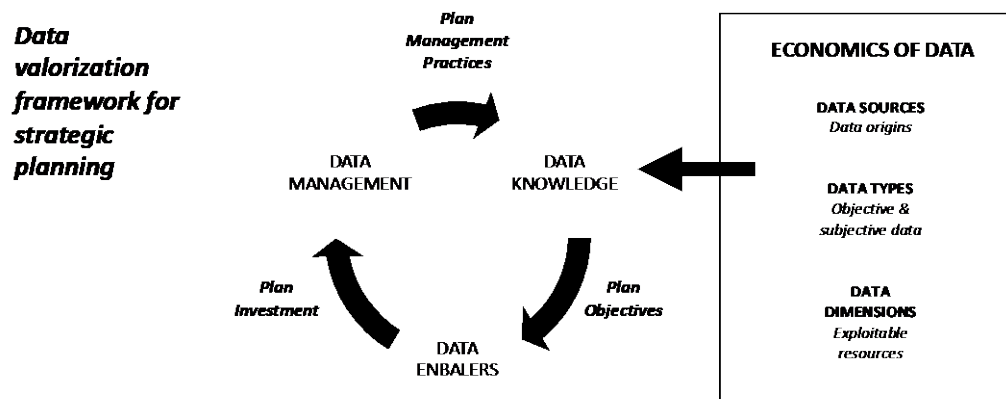 Data
valorization
framework for
strategic
planning
Plan
Management
Practices
DATA
MANAGEMENT
DATA
KNOWLEDGE
Plan
Investment
Plan
Objectives
DATA
ENBALERS
ECONOMICS OF DATA
DATA SOURCES
Data origins
DATA TYPES
Objective &
subjective data
DATA
DIMENSIONS
Exploitable
resources